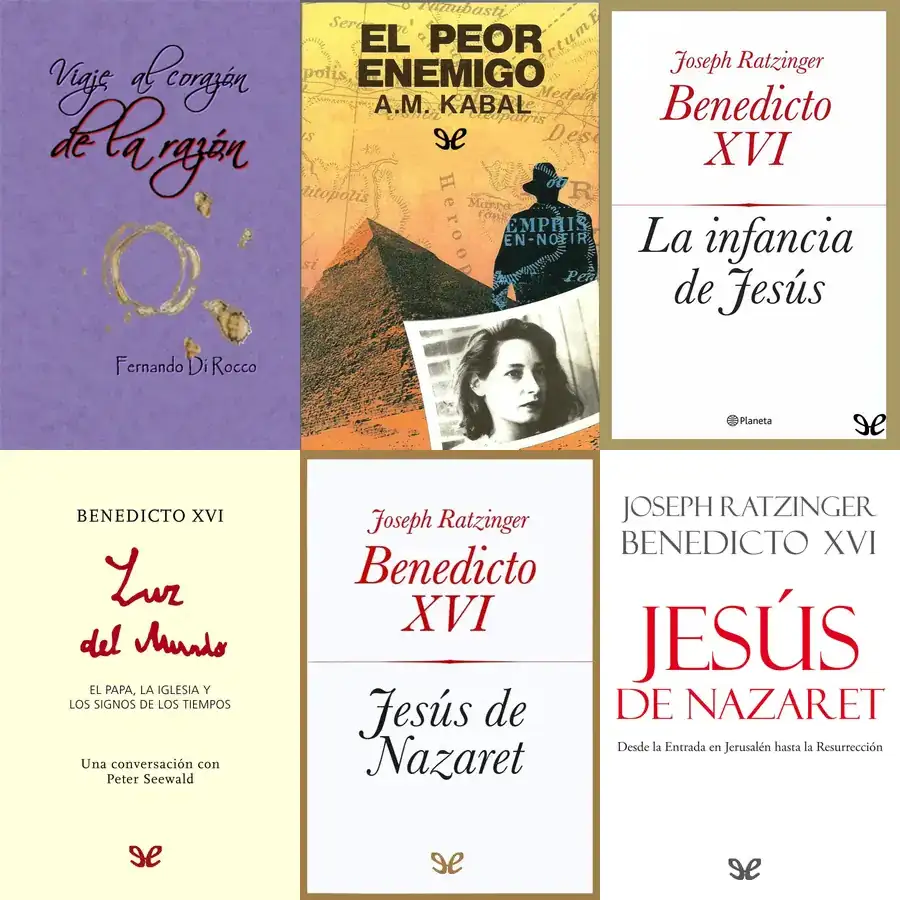 Viaje al corazón
de la razón
Fernando Di Rocco
EL PEOR
ENEMIGO
A.M. KABAL
Heroop
EMPHIS
EN-NOFIR
Joseph Ratzinger
Benedicto
XVI
La infancia
de Jesús
Planeta
BENEDICTO XVI
Luz
del Mundo
EL PAPA, LA IGLESIA Y
LOS SIGNOS DE LOS TIEMPOS
Una conversación con
Peter Seewald
Joseph Ratzinger
Benedicto
XVI
Jesús de
Nazaret
JOSEPH RATZINGER
BENEDICTO XVI
JESÚS
DE NAZARET
Desde la Entrada en Jerusalén hasta la Resurrección